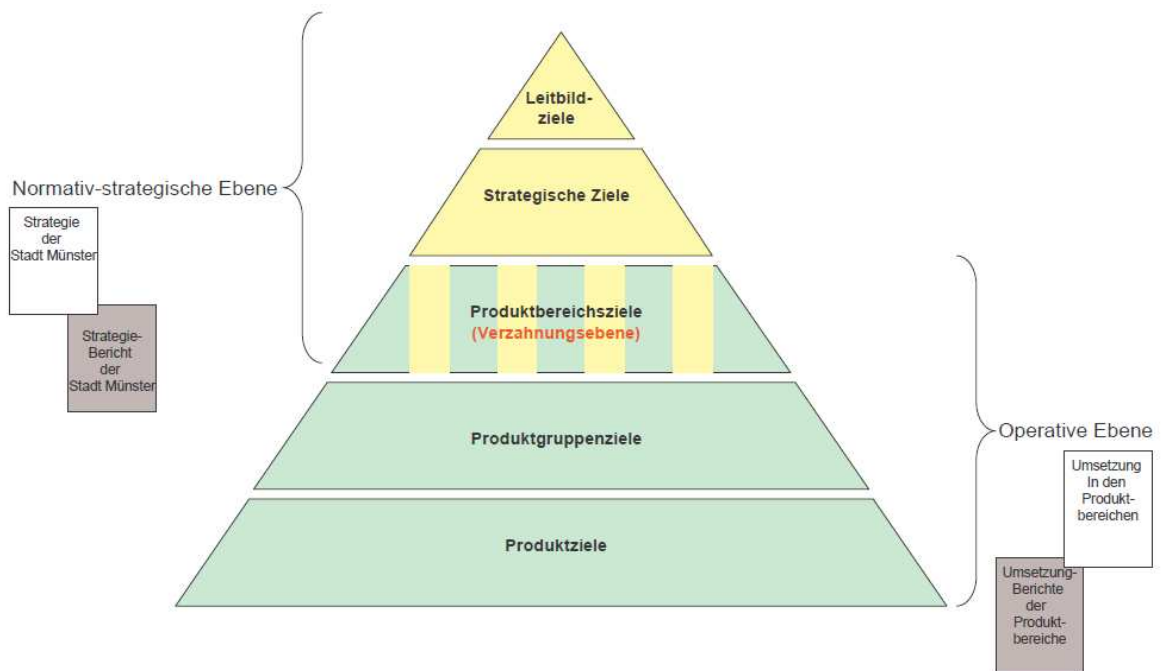 Leitbild-
ziele
Strategische Ziele
Normativ-strategische Ebene
Strategie
der
Stadt Münster
Strategie-
Bericht
der
Stadt Münster
Produktbereichsziele
(Verzahnungsebene)
Produktgruppenziele
Operative Ebene
Umsetzung
In den
Produkt-
bereichen
Produktziele
Umsetzung-
Berichte
der
Produkt-
bereiche